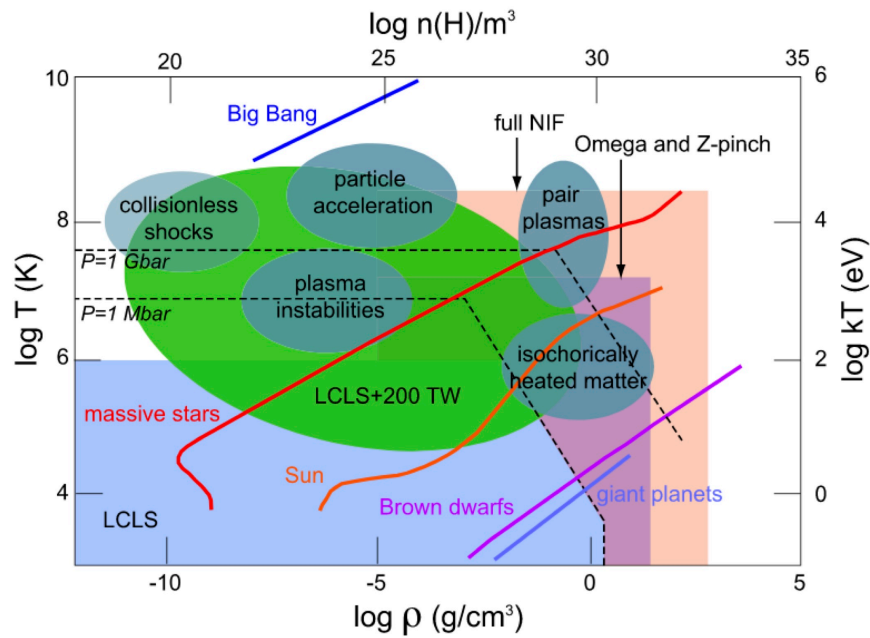 log n(H)/m³
20 25 30 35
10 6
Big Bang
full NIF
Omega and Z-pinch
particle
acceleration
pair
plasmas
collisionless
shocks
8 4
P=1 Gbar
plasma
instabilities
P=1 Mbar
log T (K)
log kT (eV)
6 2
isochorically
heated matter
LCLS+200 TW
massive stars
Sun
4 0
Brown dwarfs
giant planets
LCLS
-10 -5 0 5
log ρ (g/cm³)